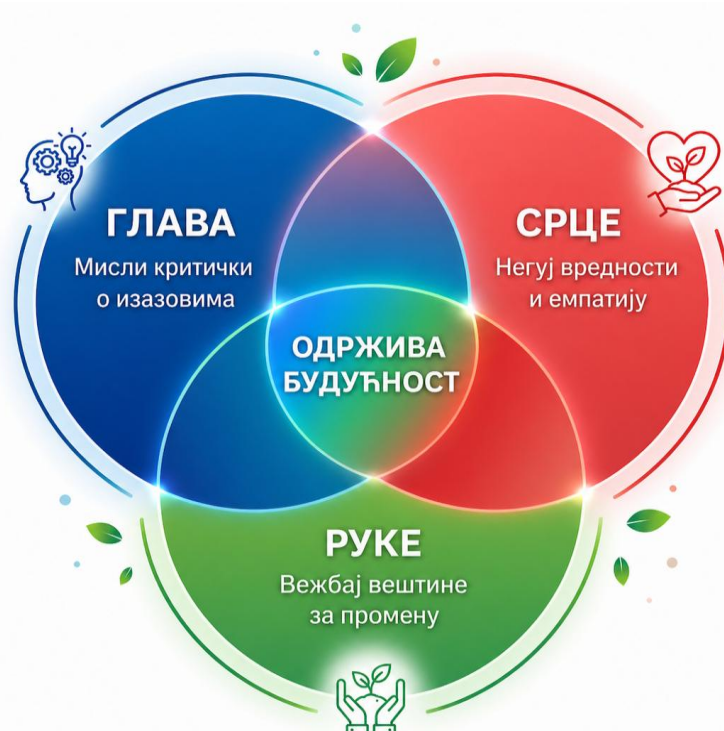 ГЛАВА
Мисли критички
о изазовима
СРЦЕ
Негуј вредности
и емпатију
ОДРЖИВА
БУДУЋНОСТ
РУКЕ
Вежбај вештине
за промену